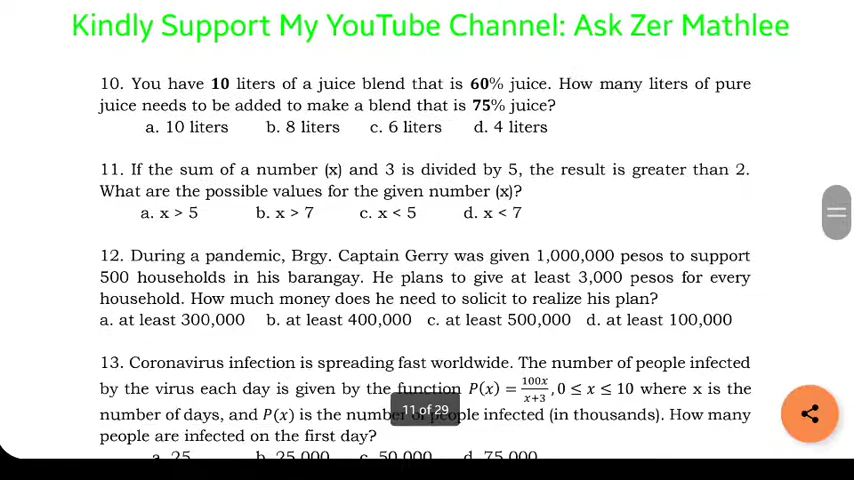 Kindly Support My YouTube Channel: Ask Zer Mathlee
10. You have 10 liters of a juice blend that is 60% juice. How many liters of pure
juice needs to be added to make a blend that is 75% juice?
a. 10 liters b. 8 liters c. 6 liters d. 4 liters
11. If the sum of a number (x) and 3 is divided by 5, the result is greater than 2.
What are the possible values for the given number (x)?
a. x > 5 b. x > 7 c. x < 5 d. x < 7
12. During a pandemic, Brgy. Captain Gerry was given 1,000,000 pesos to support
500 households in his barangay. He plans to give at least 3,000 pesos for every
household. How much money does he need to solicit to realize his plan?
a. at least 300,000 b. at least 400,000 c. at least 500,000 d. at least 100,000
13. Coronavirus infection is spreading fast worldwide. The number of people infected
by the virus each day is given by the function P(x) = 100x/x+3, 0 ≤ x ≤ 10 where x is the
number of days, and P(x) is the number of people infected (in thousands). How many
11 of 29
people are infected on the first day?
a. 25 b. 25,000 c. 50,000 d. 75,000